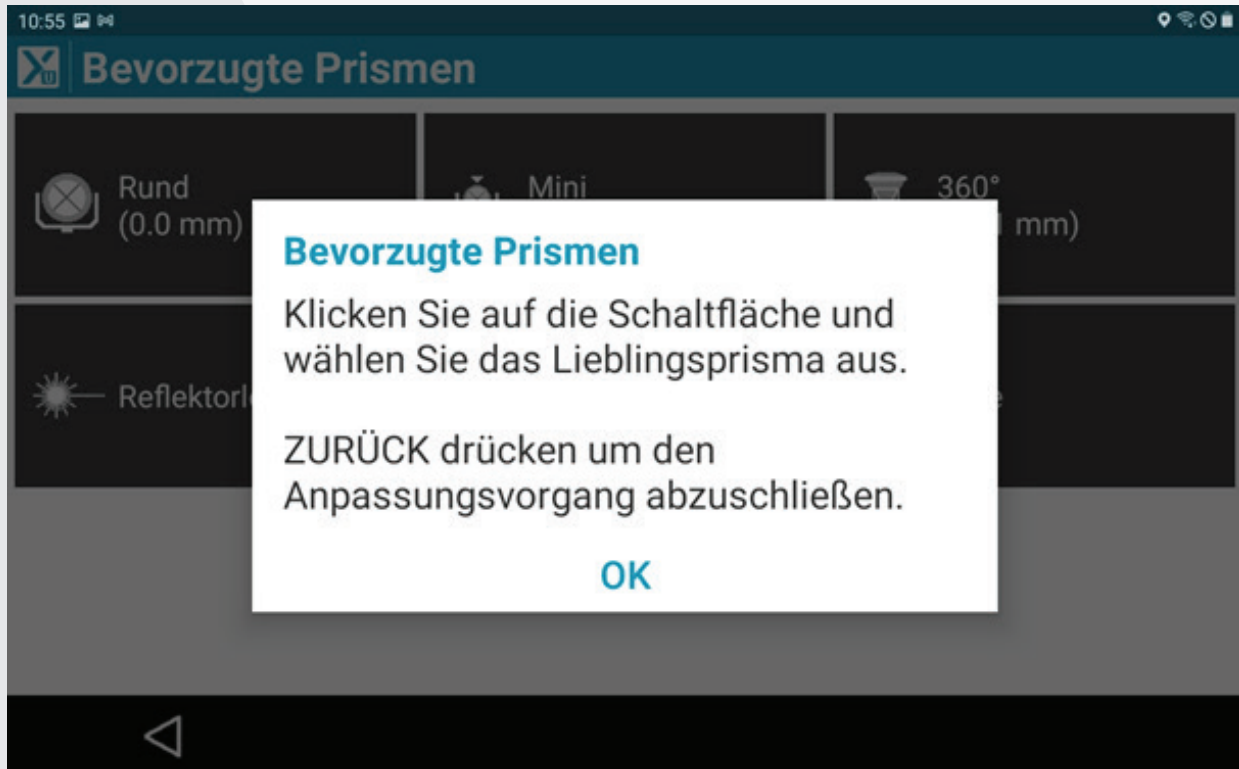 10:55
Bevorzugte Prismen
Rund
(0.0 mm)
Mini
360°
mm)
Bevorzugte Prismen
Klicken Sie auf die Schaltfläche und
wählen Sie das Lieblingsprisma aus.
ZURÜCK drücken um den
Anpassungsvorgang abzuschließen.
OK